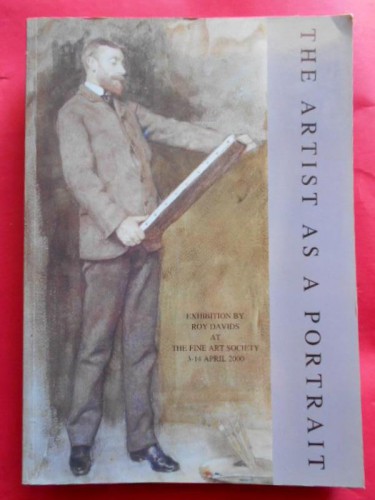 THE ARTIST AS A PORTRAIT
EXHIBITION BY
ROY DAVIDS
AT
THE FINE ART SOCIETY
3-14 APRIL 2000